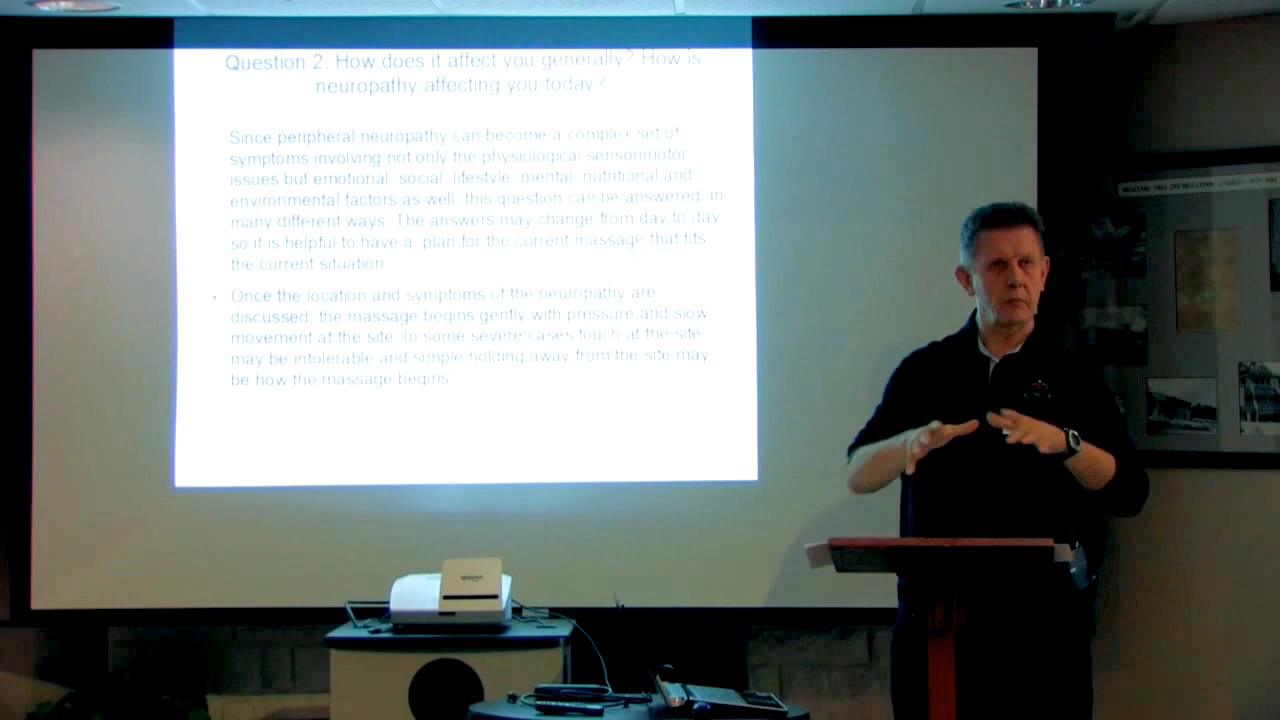 Question 2: How does it affect you generally? How is
neuropathy affecting you today?
Since peripheral neuropathy can become a complex set of
symptoms involving not only the physiological sensorimotor
issues but emotional social lifestyle mental nutritional and
environmental factors as well, this question can be answered in
many different ways. The answers may change from day to day
so it is helpful to have a plan for the current massage that fits
the current situation
• Once the location and symptoms of the neuropathy are
discussed, the massage begins gently with pressure and slow
movement at the site. In some severe cases touch at the site
may be intolerable and simple holding away from the site may
be how the massage begins